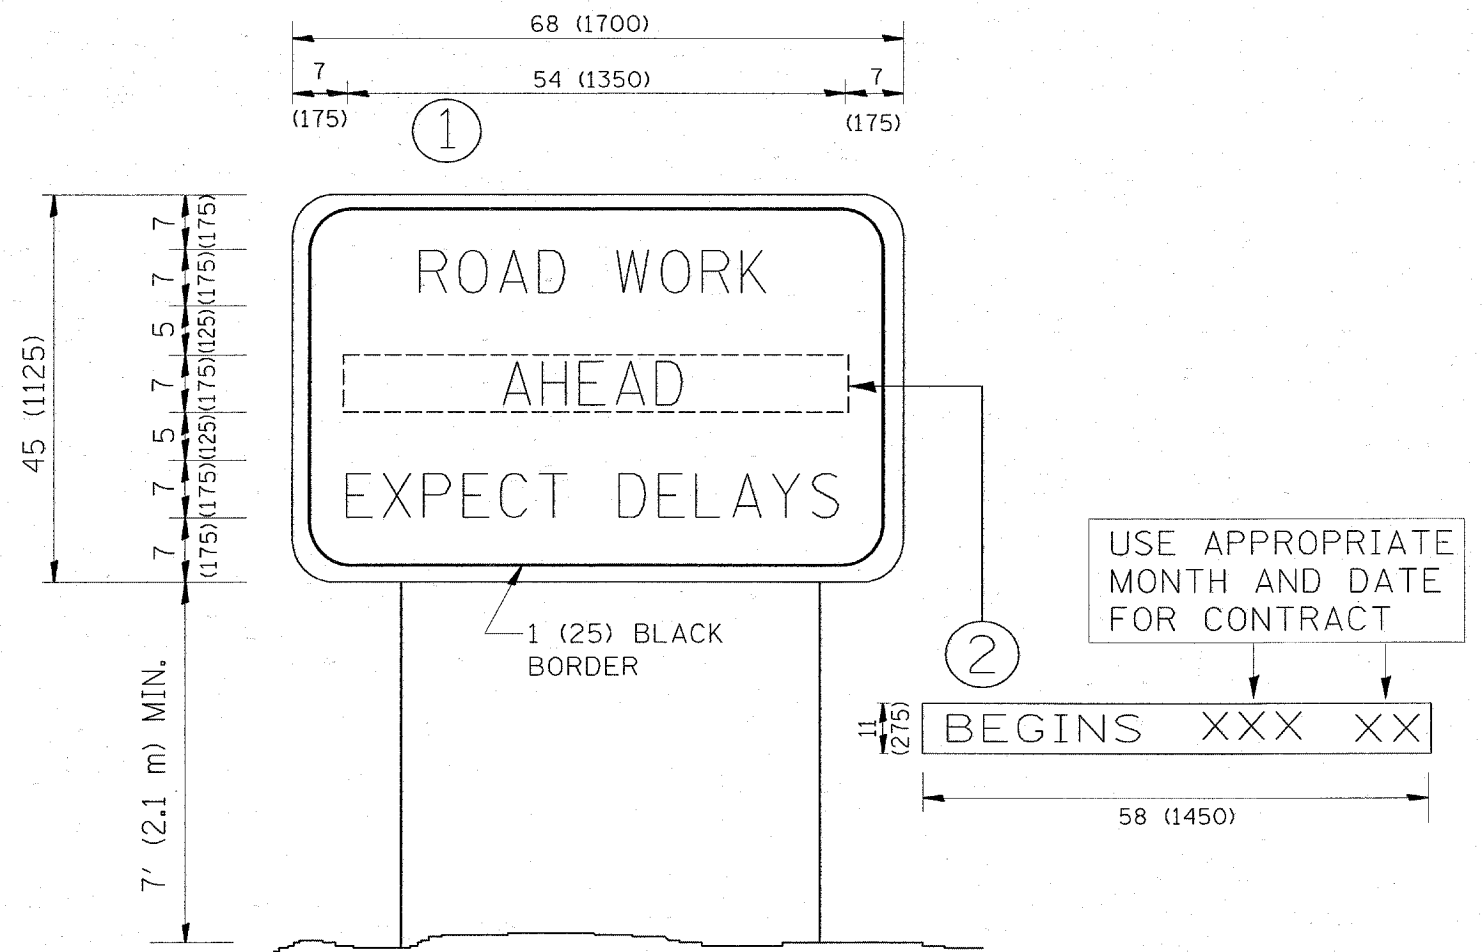 68 (1700)
7
54 (1350)
7
(175)
(175)
1
45 (1125)
7
(175)
7
(175)
5
(125)
7
(175)
5
(125)
7
(175)
7
(175)
ROAD WORK
AHEAD
EXPECT DELAYS
1 (25) BLACK
BORDER
2
USE APPROPRIATE
MONTH AND DATE
FOR CONTRACT
11
(275)
BEGINS XXX XX
58 (1450)
7' (2.1 m) MIN.